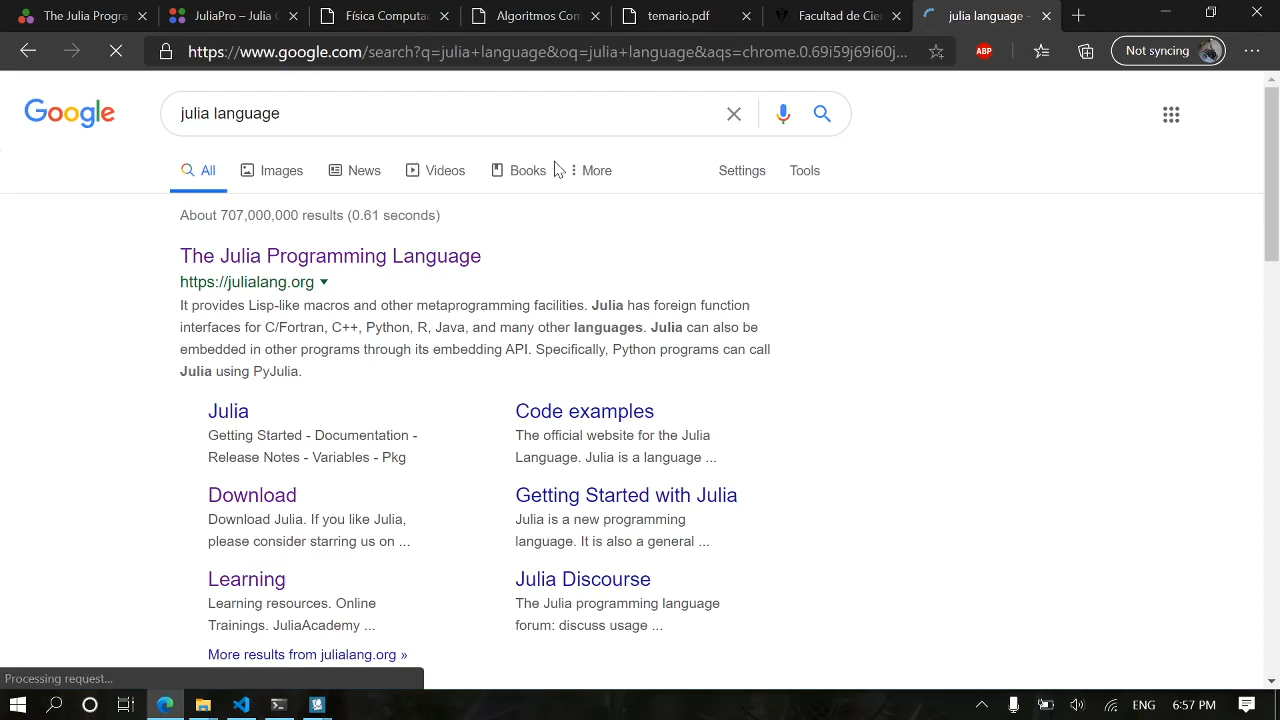 The Julia Progra
JuliaPro – Julia C
Física Computac
Algoritmos Com
temario.pdf
Facultad de Cie
julia language -
https://www.google.com/search?q=julia+language&oq=julia+language&aqs=chrome.0.69i59j69i60j...
ABP
Not syncing
Google
julia language
All
Images
News
Videos
Books
More
Settings
Tools
About 707,000,000 results (0.61 seconds)
The Julia Programming Language
https://julialang.org
It provides Lisp-like macros and other metaprogramming facilities. Julia has foreign function
interfaces for C/Fortran, C++, Python, R, Java, and many other languages. Julia can also be
embedded in other programs through its embedding API. Specifically, Python programs can call
Julia using PyJulia.
Julia
Getting Started - Documentation -
Release Notes - Variables - Pkg
Code examples
The official website for the Julia
Language. Julia is a language ...
Download
Download Julia. If you like Julia,
please consider starring us on ...
Getting Started with Julia
Julia is a new programming
language. It is also a general ...
Learning
Learning resources. Online
Trainings. JuliaAcademy ...
Julia Discourse
The Julia programming language
forum: discuss usage ...
More results from julialang.org »
Processing request...
ENG
6:57 PM